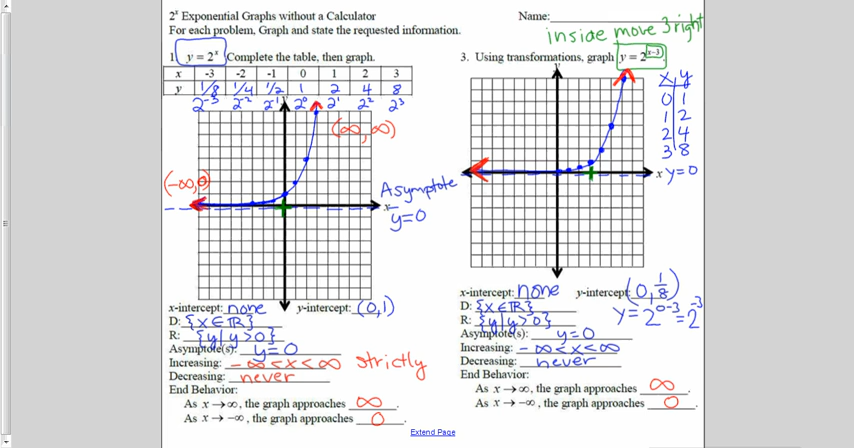 2ˣ Exponential Graphs without a Calculator
Name:
For each problem, Graph and state the requested information.
inside move 3 right
1. y = 2ˣ Complete the table, then graph.
x -3 -2 -1 0 1 2 3
y 1/8 1/4 1/2 1 2 4 8
2⁻³ 2⁻² 2⁻¹ 2⁰ 2¹ 2² 2³
(∞, ∞)
(-∞, 0)
Asymptote
x
y=0
x-intercept: none y-intercept: (0,1)
D: {x∈ℝ}
R: {y| y>0}
Asymptote(s): y=0
Increasing: -∞<x<∞ strictly
Decreasing: never
End Behavior:
As x → ∞, the graph approaches ∞.
As x → -∞, the graph approaches 0.
3. Using transformations, graph y = 2ˣ⁻³
y
x y
0 1
1 2
2 4
3 8
x y=0
x-intercept: none y-intercept: (0, 1/8)
y=2⁰⁻³=2⁻³
D: {x∈ℝ}
R: {y| y>0}
Asymptote(s): y=0
Increasing: -∞<x<∞
Decreasing: never
End Behavior:
As x → ∞, the graph approaches ∞
As x → -∞, the graph approaches 0.
Extend Page